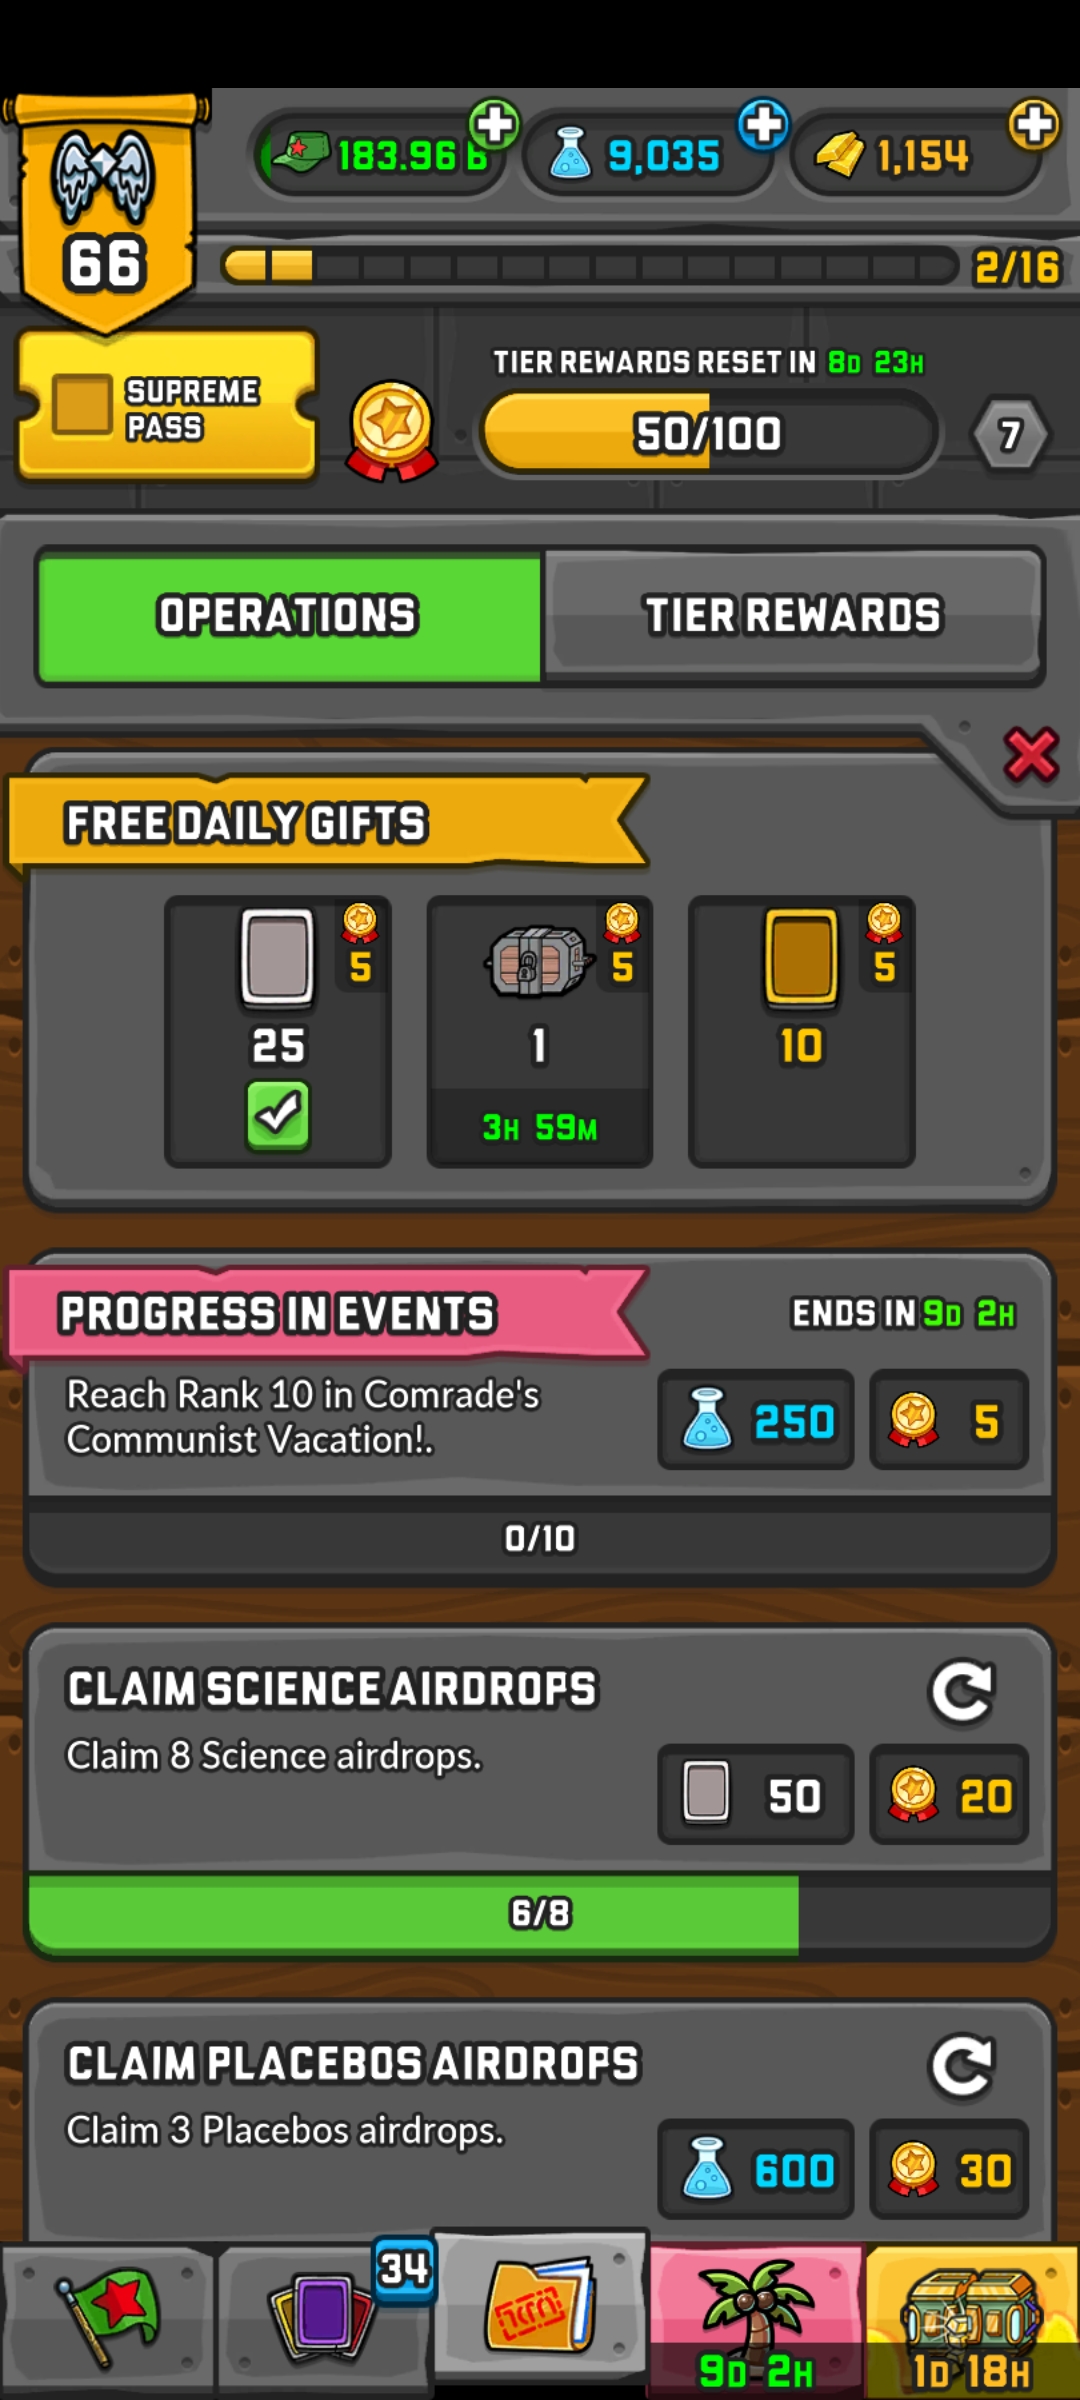 183.96 B
9,035
1,154
66
2/16
SUPREME
PASS
TIER REWARDS RESET IN 8D 23H
50/100
7
OPERATIONS
TIER REWARDS
FREE DAILY GIFTS
5
5
5
25
1
10
3H 59M
PROGRESS IN EVENTS
ENDS IN 9D 2H
Reach Rank 10 in Comrade's
Communist Vacation!.
250
5
0/10
CLAIM SCIENCE AIRDROPS
Claim 8 Science airdrops.
50
20
6/8
CLAIM PLACEBOS AIRDROPS
Claim 3 Placebos airdrops.
600
30
34
9D 2H
1D 18H